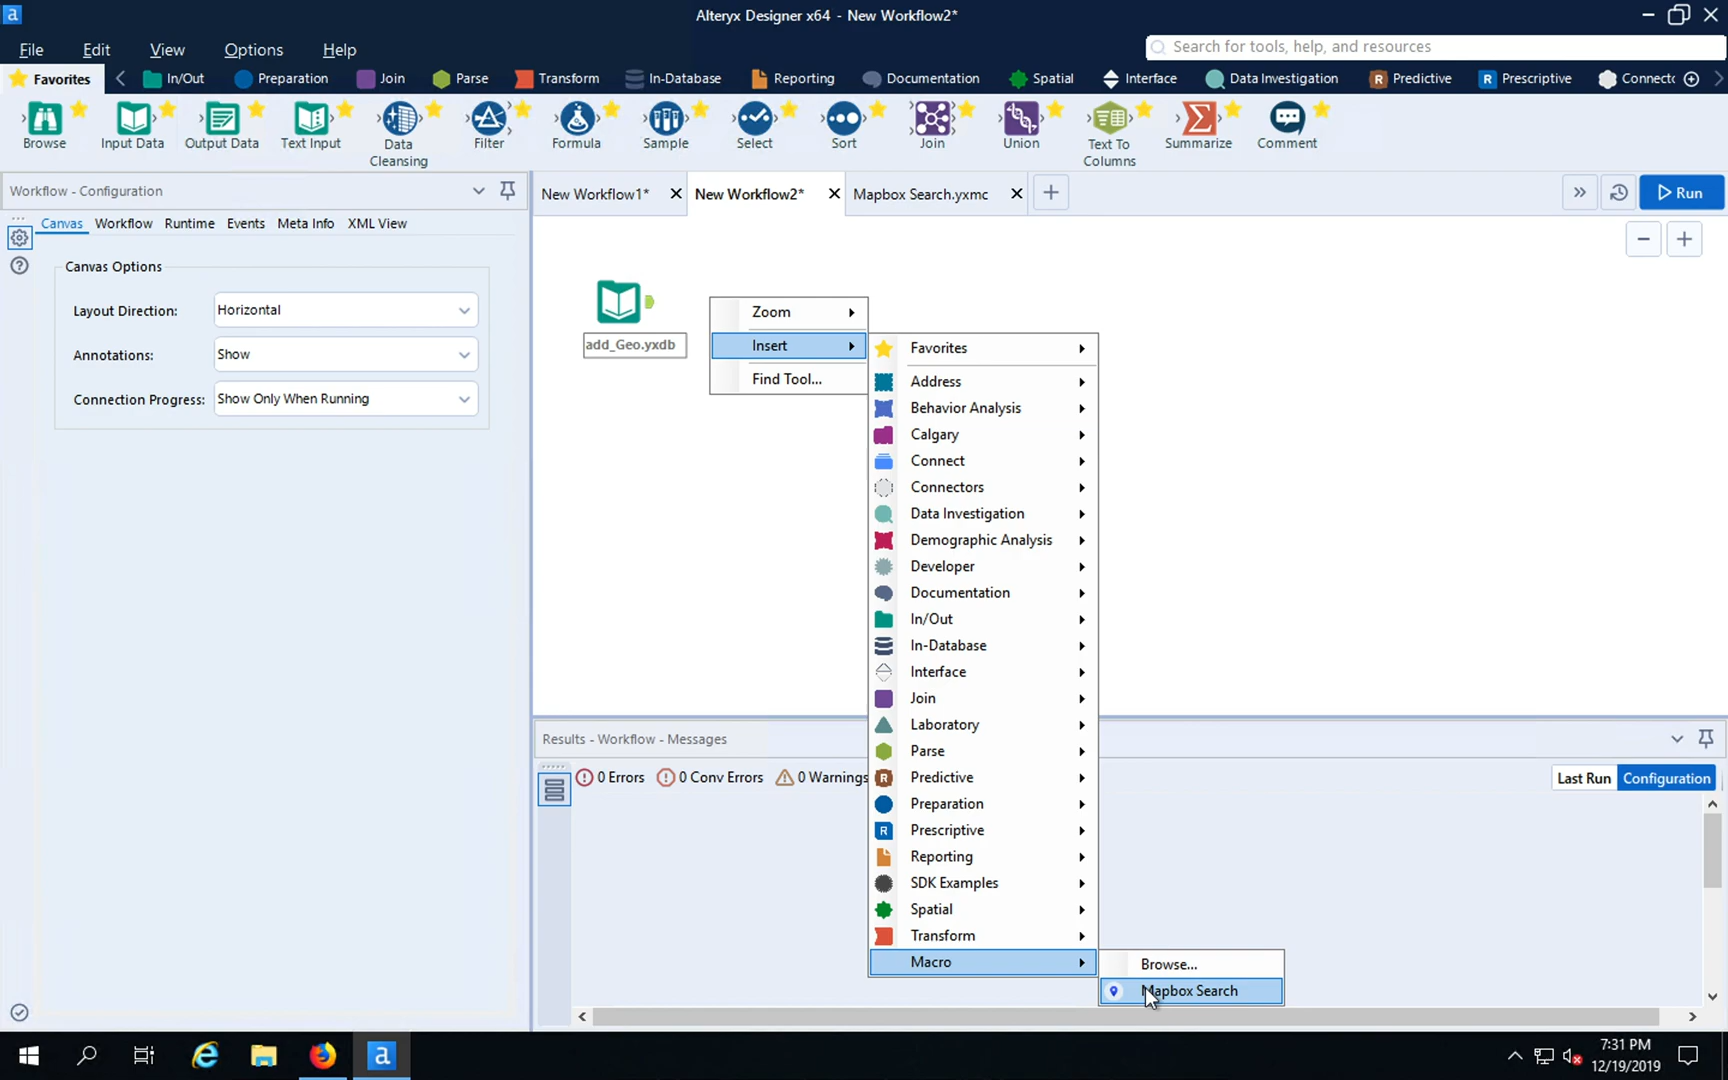 a
Alteryx Designer x64 - New Workflow2*
File Edit View Options Help
Search for tools, help, and resources
Favorites In/Out Preparation Join Parse Transform In-Database Reporting Documentation Spatial Interface Data Investigation R Predictive R Prescriptive Connecto
Browse Input Data Output Data Text Input Data Cleansing Filter Formula Sample Select Sort Join Union Text To Columns Summarize Comment
Workflow - Configuration
New Workflow1* New Workflow2* Mapbox Search.yxmc
Run
Canvas Workflow Runtime Events Meta Info XML View
Canvas Options
Layout Direction: Horizontal
Annotations: Show
Connection Progress: Show Only When Running
add_Geo.yxdb
Zoom
Insert
Find Tool...
Favorites
Address
Behavior Analysis
Calgary
Connect
Connectors
Data Investigation
Demographic Analysis
Developer
Documentation
In/Out
In-Database
Interface
Join
Laboratory
Parse
R Predictive
Preparation
R Prescriptive
Reporting
SDK Examples
Spatial
Transform
Macro
Browse...
Mapbox Search
Results - Workflow - Messages
0 Errors 0 Conv Errors 0 Warnings
Last Run Configuration
a
7:31 PM
12/19/2019